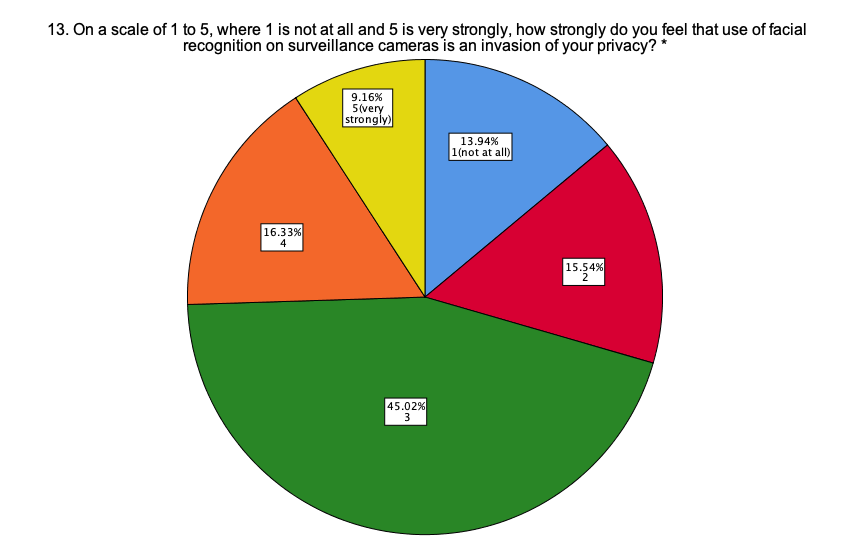 13. On a scale of 1 to 5, where 1 is not at all and 5 is very strongly, how strongly do you feel that use of facial
recognition on surveillance cameras is an invasion of your privacy? *
9.16%
5(very
strongly)
13.94%
1(not at all)
16.33%
4
15.54%
2
45.02%
3